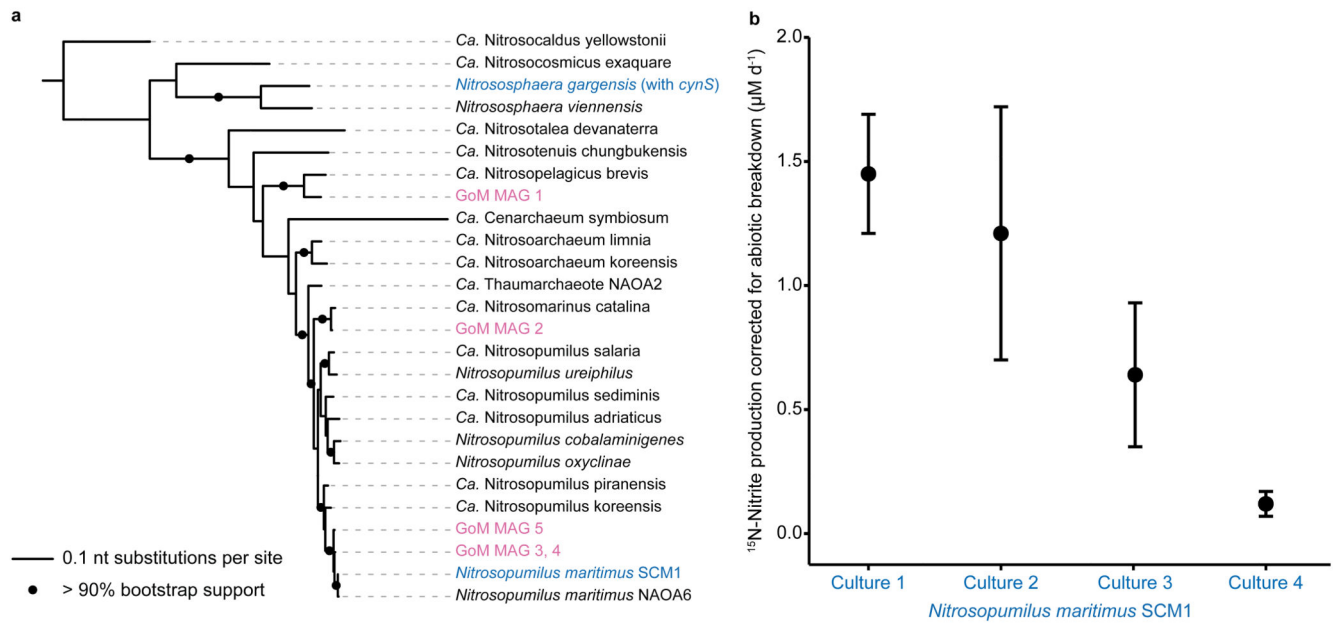 a
Ca. Nitrosocaldus yellowstonii
Ca. Nitrosocosmicus exaquare
Nitrososphaera gargensis (with cynS)
Nitrososphaera viennensis
Ca. Nitrosotalea devanaterra
Ca. Nitrosotenuis chungbukensis
Ca. Nitrosopelagicus brevis
GoM MAG 1
Ca. Cenarchaeum symbiosum
Ca. Nitrosoarchaeum limnia
Ca. Nitrosoarchaeum koreensis
Ca. Thaumarchaeote NAOA2
Ca. Nitrosomarinus catalina
GoM MAG 2
Ca. Nitrosopumilus salaria
Nitrosopumilus ureiphilus
Ca. Nitrosopumilus sediminis
Ca. Nitrosopumilus adriaticus
Nitrosopumilus cobalaminigenes
Nitrosopumilus oxyclinae
Ca. Nitrosopumilus piranensis
Ca. Nitrosopumilus koreensis
GoM MAG 5
GoM MAG 3, 4
Nitrosopumilus maritimus SCM1
Nitrosopumilus maritimus NAOA6
0.1 nt substitutions per site
> 90% bootstrap support
b
¹⁵N-Nitrite production corrected for abiotic breakdown (µM d⁻¹)
2.0
1.5
1.0
0.5
0.0
Culture 1 Culture 2 Culture 3 Culture 4
Nitrosopumilus maritimus SCM1